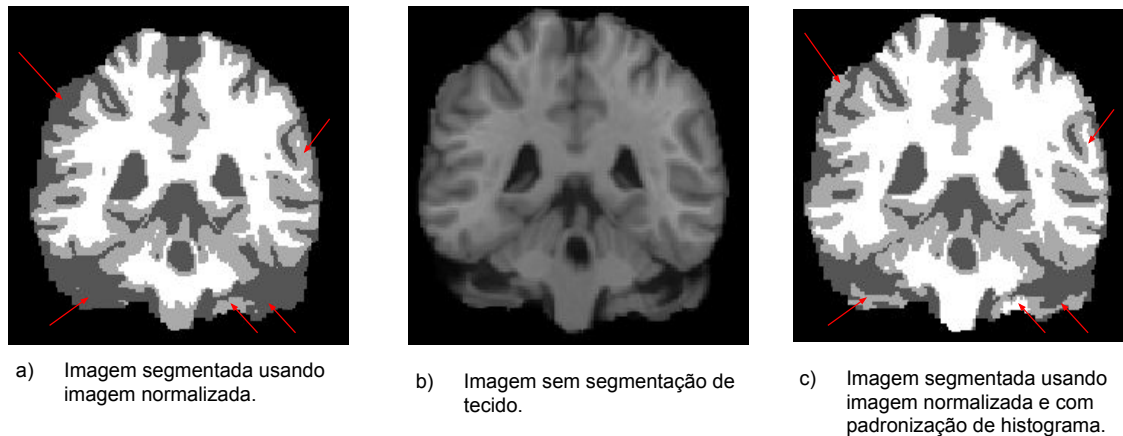 a) Imagem segmentada usando
imagem normalizada.
b) Imagem sem segmentação de
tecido.
c) Imagem segmentada usando
imagem normalizada e com
padronização de histograma.